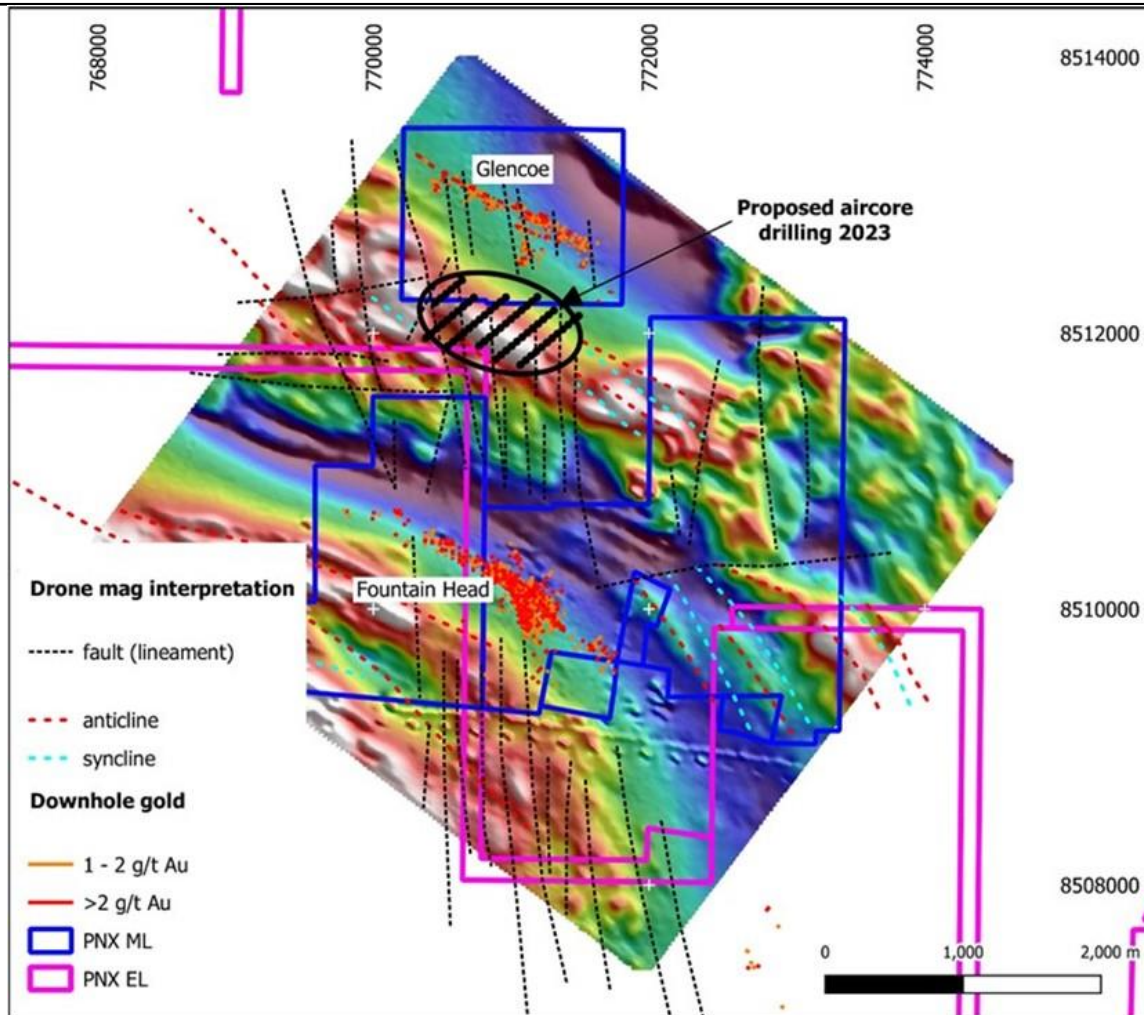 768000
770000
772000
774000
8514000
Glencoe
Proposed aircore
drilling 2023
8512000
Fountain Head
8510000
Drone mag interpretation
fault (lineament)
anticline
syncline
Downhole gold
1 - 2 g/t Au
>2 g/t Au
PNX ML
PNX EL
8508000
0 1,000 2,000 m